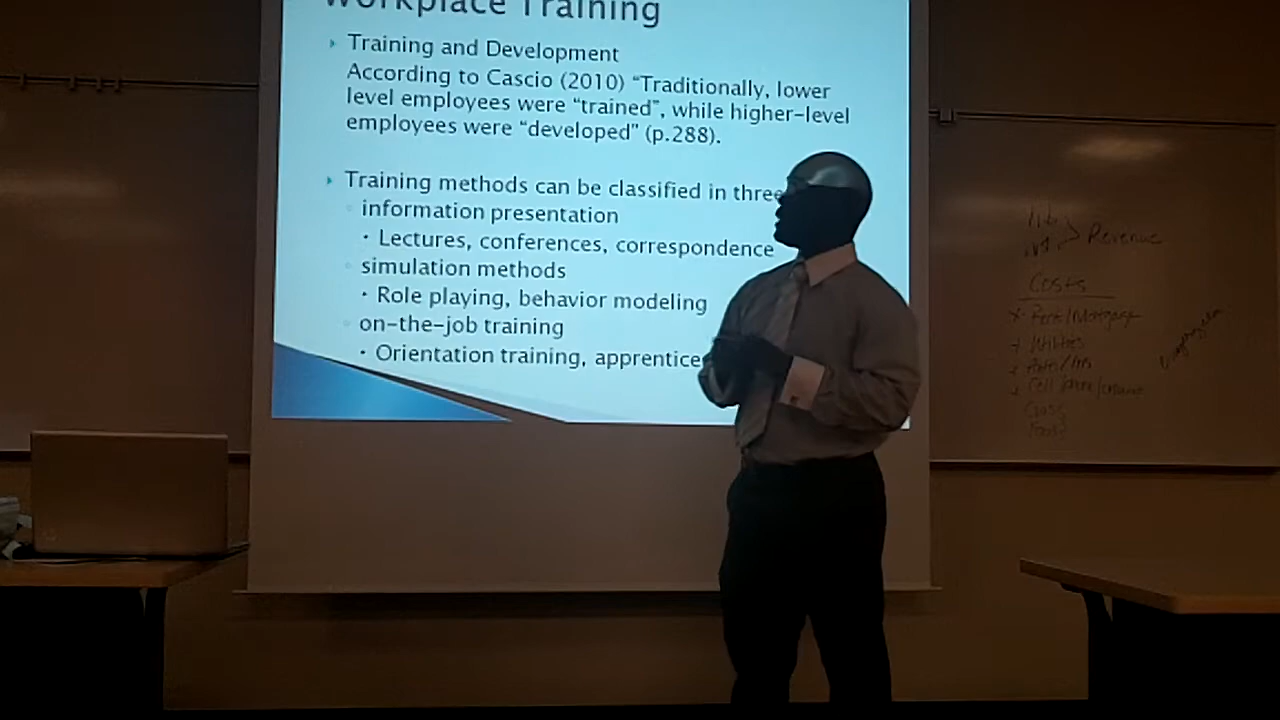 Workplace Training
Training and Development
According to Cascio (2010) “Traditionally, lower
level employees were “trained”, while higher-level
employees were “developed” (p.288).
Training methods can be classified in three
information presentation
Lectures, conferences, correspondence
simulation methods
Role playing, behavior modeling
on-the-job training
Orientation training, apprentice
Revenue
Costs
Rent/Mortgage
Utilities